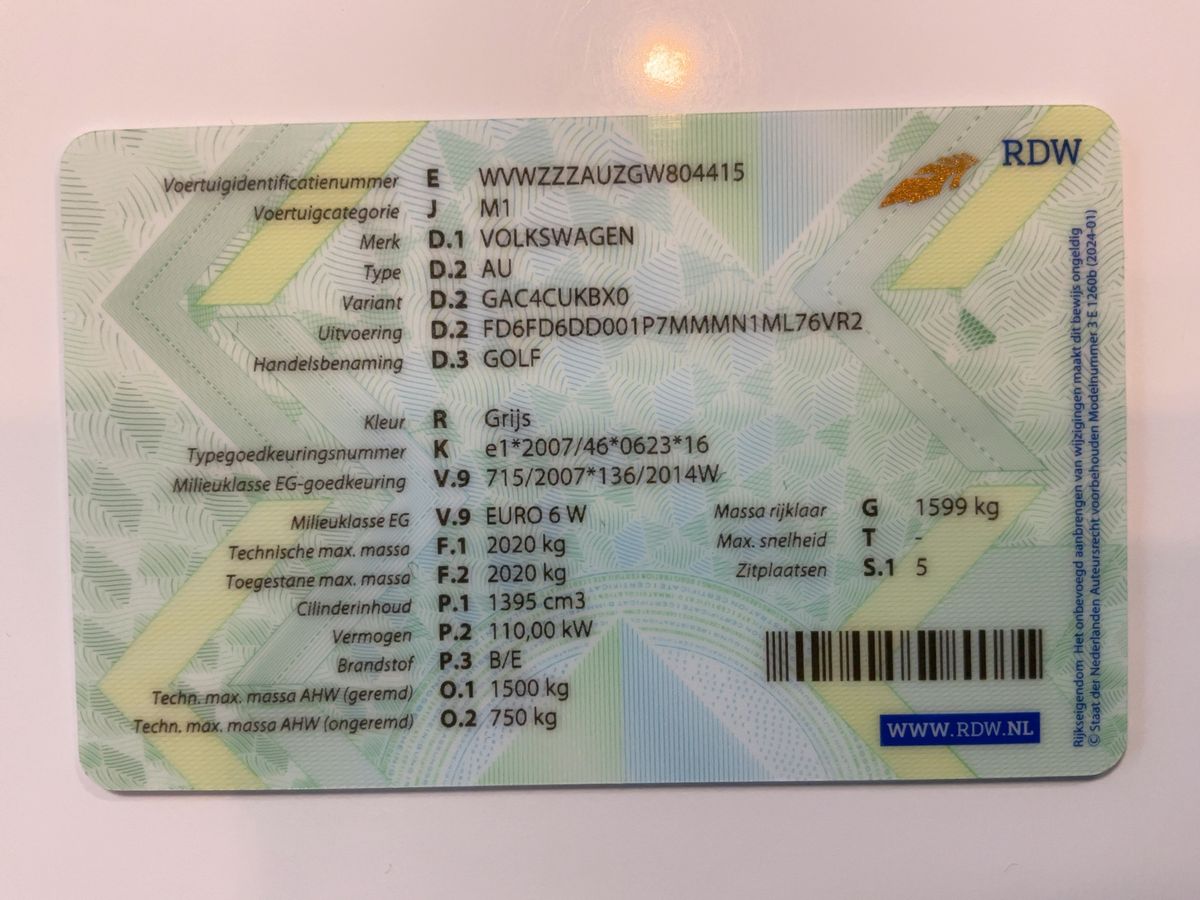 RDW
Voertuigidentificatienummer E WVWZZZAUZGW804415
Voertuigcategorie J M1
Merk D.1 VOLKSWAGEN
Type D.2 AU
Variant D.2 GAC4CUKBX0
Uitvoering D.2 FD6FD6DD001P7MMMN1ML76VR2
Handelsbenaming D.3 GOLF
Kleur R Grijs
Typegoedkeuringsnummer K e1*2007/46*0623*16
Milieuklasse EG-goedkeuring V.9 715/2007*136/2014W
Milieuklasse EG V.9 EURO 6 W
Technische max. massa F.1 2020 kg
Toegestane max. massa F.2 2020 kg
Cilinderinhoud P.1 1395 cm3
Vermogen P.2 110,00 kW
Brandstof P.3 B/E
Techn. max. massa AHW (geremd) O.1 1500 kg
Techn. max. massa AHW (ongeremd) O.2 750 kg
Massa rijklaar G 1599 kg
Max. snelheid T -
Zitplaatsen S.1 5
WWW.RDW.NL
Rijkseigendom Het onbevoegd aanbrengen van wijzigingen maakt dit bewijs ongeldig
© Staat der Nederlanden Auteursrecht voorbehouden Modelnummer 3 E 1260b (2024-01)